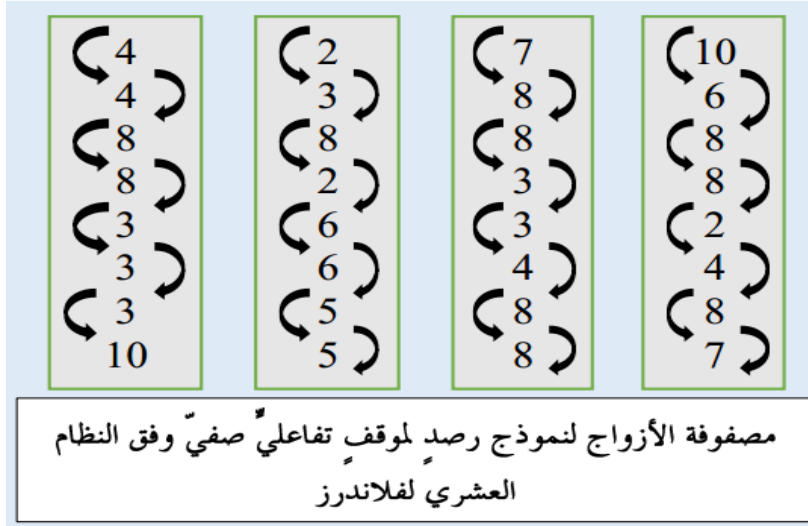 4 2 7 10
4 3 8 6
8 8 8 8
8 2 3 8
3 6 3 2
3 6 4 4
3 5 8 8
10 5 8 7
مصفوفة الأزواج لنموذج رصدٍ لموقفٍ تفاعليٍّ صفيّ وفق النظام
العشري لفلاندرز